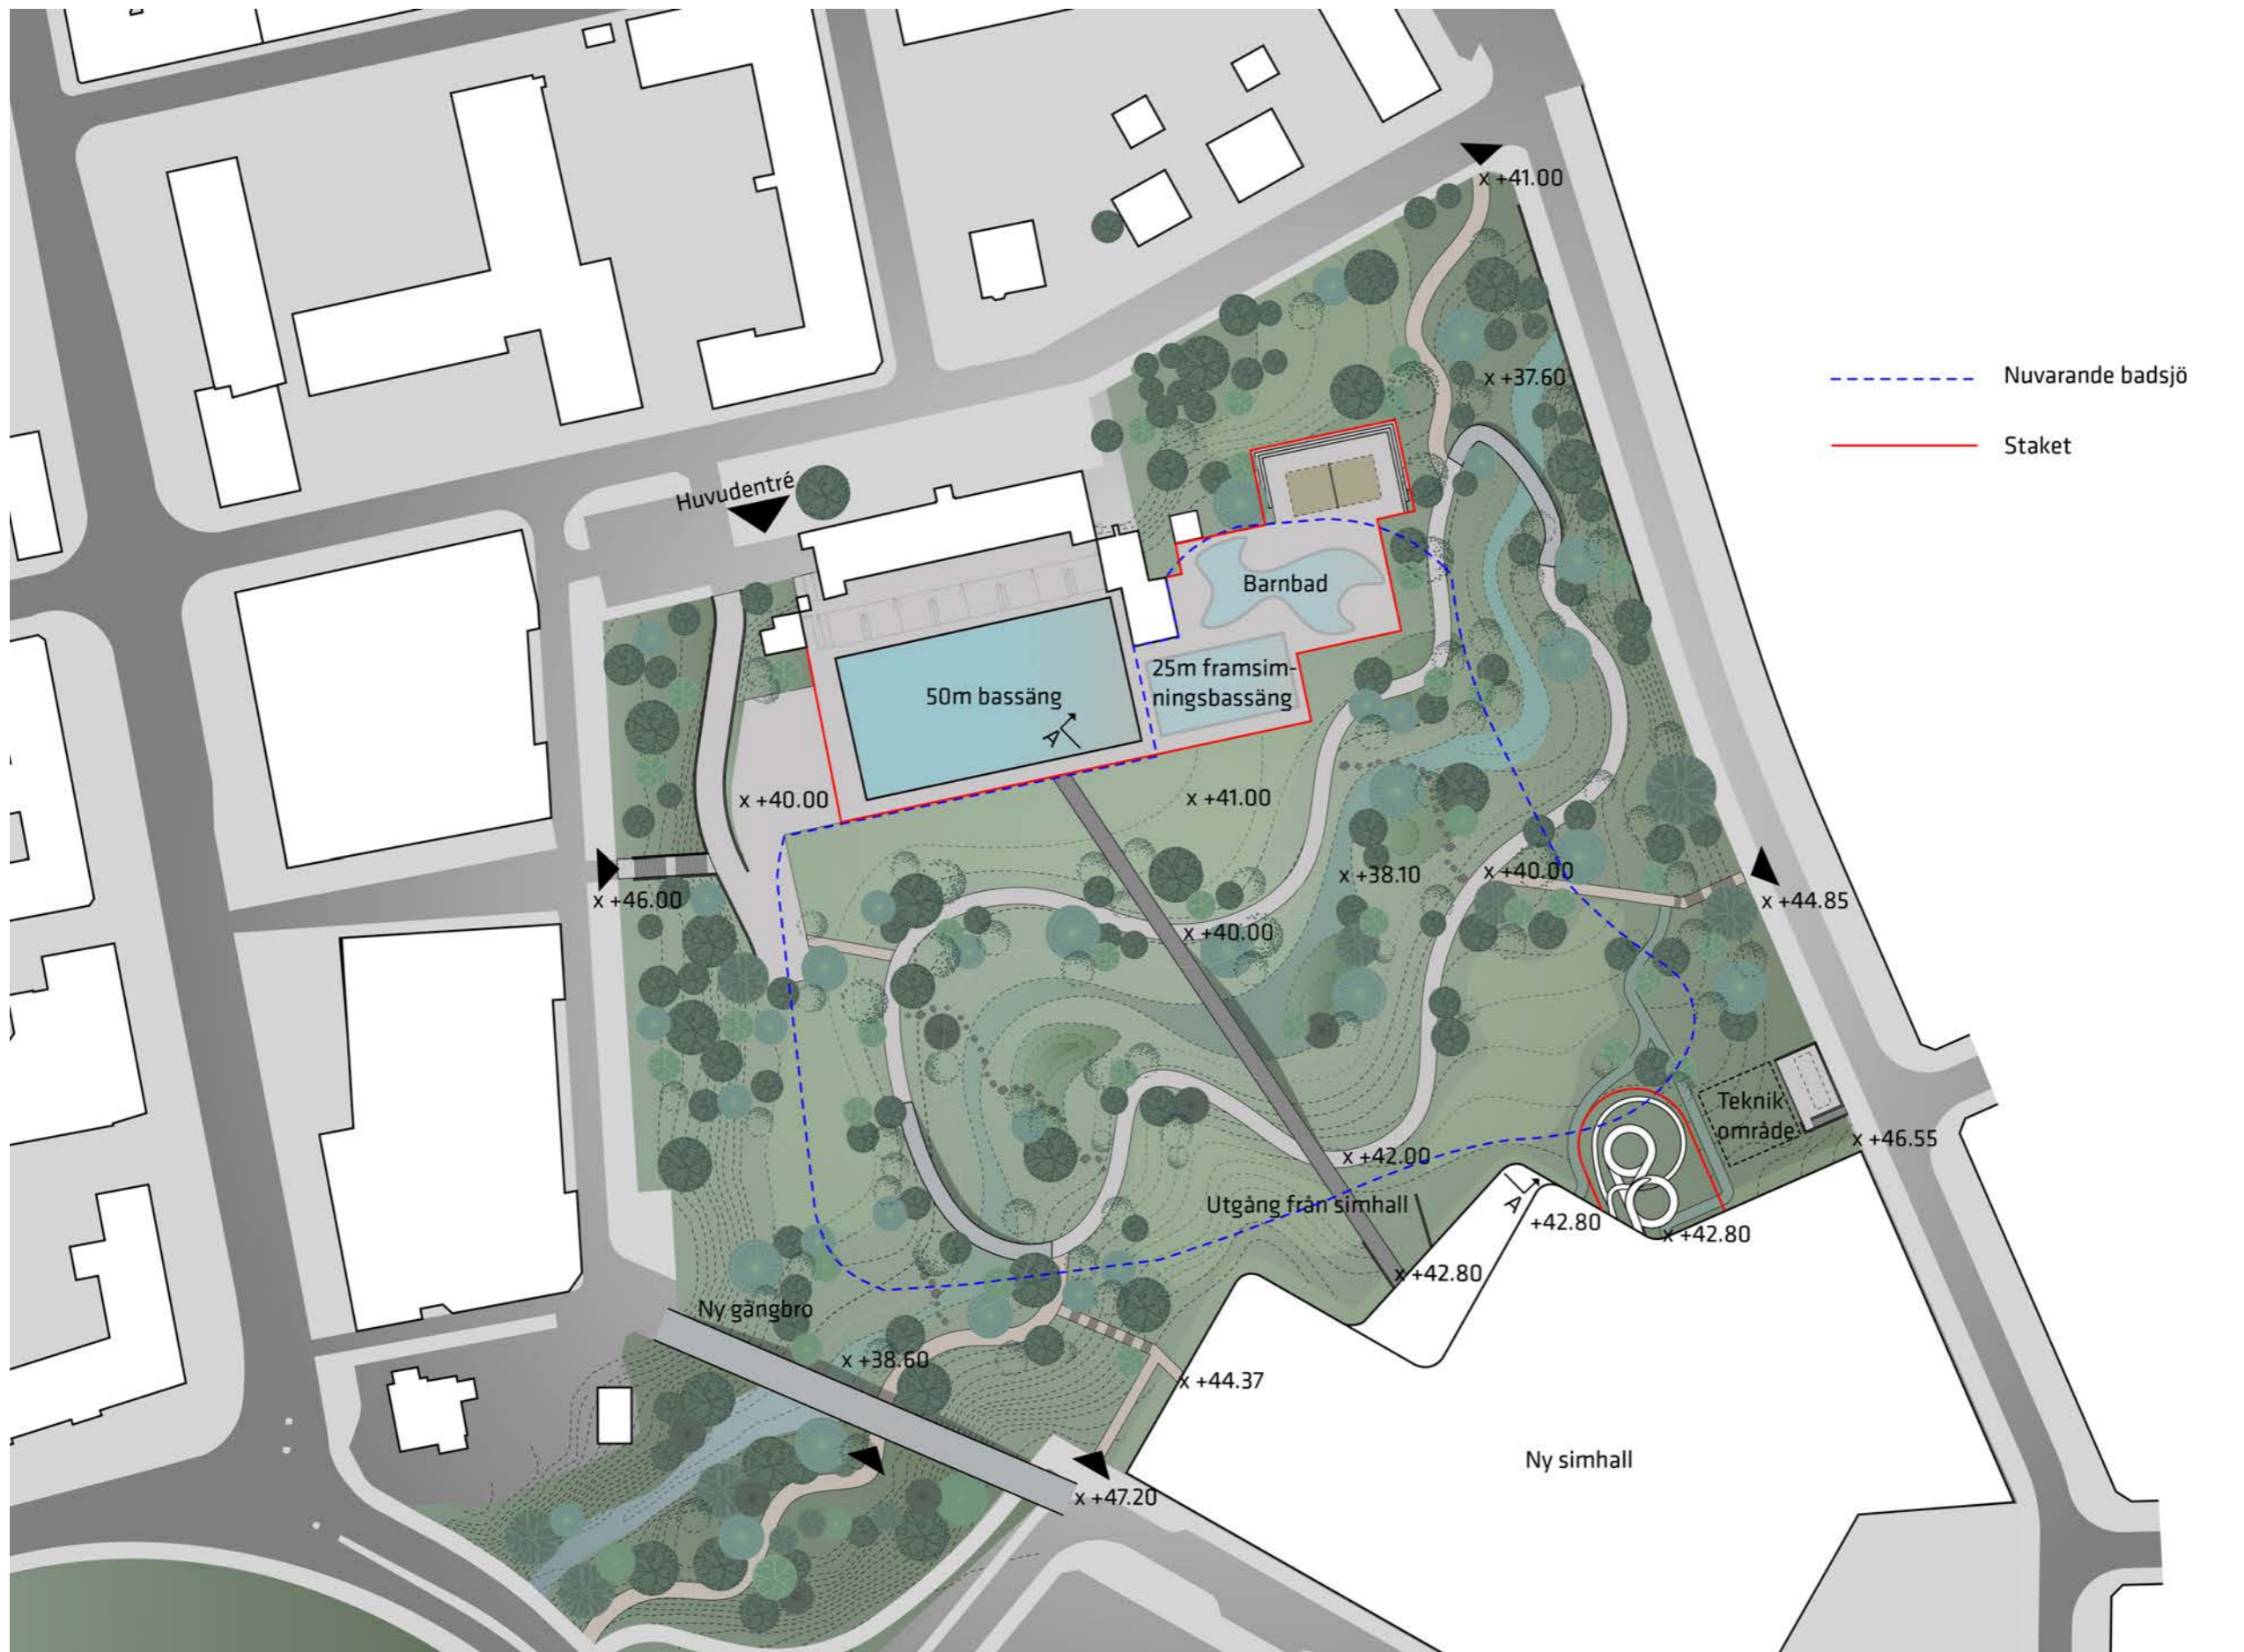 x +41.00
x +37.60
Nuvarande badsjö
Staket
Huvudentré
Barnbad
25m framsim-
ningsbassäng
50m bassäng
A
x +40.00
x +41.00
x +46.00
x +38.10
x +40.00
x +44.85
x +40.00
Teknik
område
x +46.55
x +42.00
Utgång från simhall
A
+42.80
x +42.80
x +42.80
Ny gångbro
x +38.60
x +44.37
Ny simhall
x +47.20